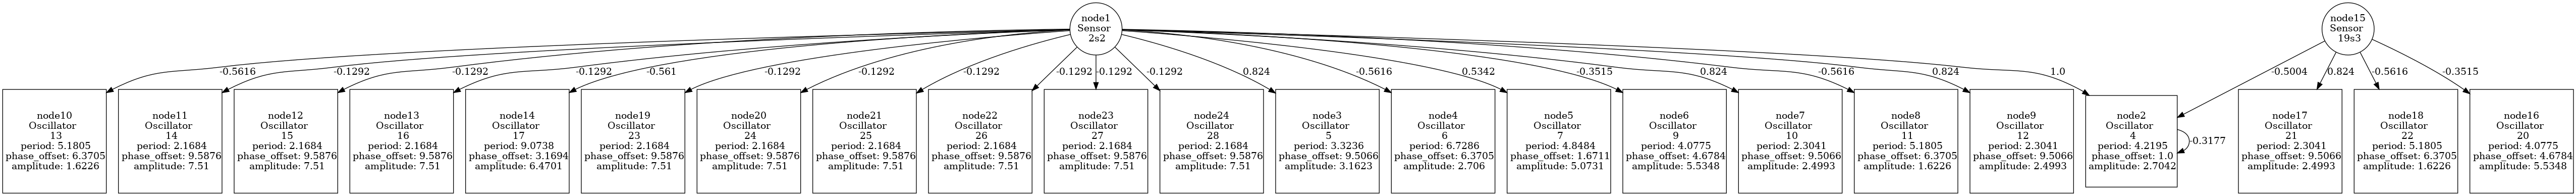 node1
Sensor
2s2
node15
Sensor
19s3
-0.5616
-0.1292
-0.1292
-0.1292
-0.561
-0.1292
-0.1292
-0.1292
-0.1292
-0.1292
-0.1292
0.824
-0.5616
0.5342
-0.3515
0.824
-0.5616
0.824
1.0
-0.5004
0.824
-0.5616
-0.3515
node10
Oscillator
13
period: 5.1805
phase_offset: 6.3705
amplitude: 1.6226
node11
Oscillator
14
period: 2.1684
phase_offset: 9.5876
amplitude: 7.51
node12
Oscillator
15
period: 2.1684
phase_offset: 9.5876
amplitude: 7.51
node13
Oscillator
16
period: 2.1684
phase_offset: 9.5876
amplitude: 7.51
node14
Oscillator
17
period: 9.0738
phase_offset: 3.1694
amplitude: 6.4701
node19
Oscillator
23
period: 2.1684
phase_offset: 9.5876
amplitude: 7.51
node20
Oscillator
24
period: 2.1684
phase_offset: 9.5876
amplitude: 7.51
node21
Oscillator
25
period: 2.1684
phase_offset: 9.5876
amplitude: 7.51
node22
Oscillator
26
period: 2.1684
phase_offset: 9.5876
amplitude: 7.51
node23
Oscillator
27
period: 2.1684
phase_offset: 9.5876
amplitude: 7.51
node24
Oscillator
28
period: 2.1684
phase_offset: 9.5876
amplitude: 7.51
node3
Oscillator
5
period: 3.3236
phase_offset: 9.5066
amplitude: 3.1623
node4
Oscillator
6
period: 6.7286
phase_offset: 6.3705
amplitude: 2.706
node5
Oscillator
7
period: 4.8484
phase_offset: 1.6711
amplitude: 5.0731
node6
Oscillator
9
period: 4.0775
phase_offset: 4.6784
amplitude: 5.5348
node7
Oscillator
10
period: 2.3041
phase_offset: 9.5066
amplitude: 2.4993
node8
Oscillator
11
period: 5.1805
phase_offset: 6.3705
amplitude: 1.6226
node9
Oscillator
12
period: 2.3041
phase_offset: 9.5066
amplitude: 2.4993
node2
Oscillator
4
period: 4.2195
phase_offset: 1.0
amplitude: 2.7042
-0.3177
node17
Oscillator
21
period: 2.3041
phase_offset: 9.5066
amplitude: 2.4993
node18
Oscillator
22
period: 5.1805
phase_offset: 6.3705
amplitude: 1.6226
node16
Oscillator
20
period: 4.0775
phase_offset: 4.6784
amplitude: 5.5348